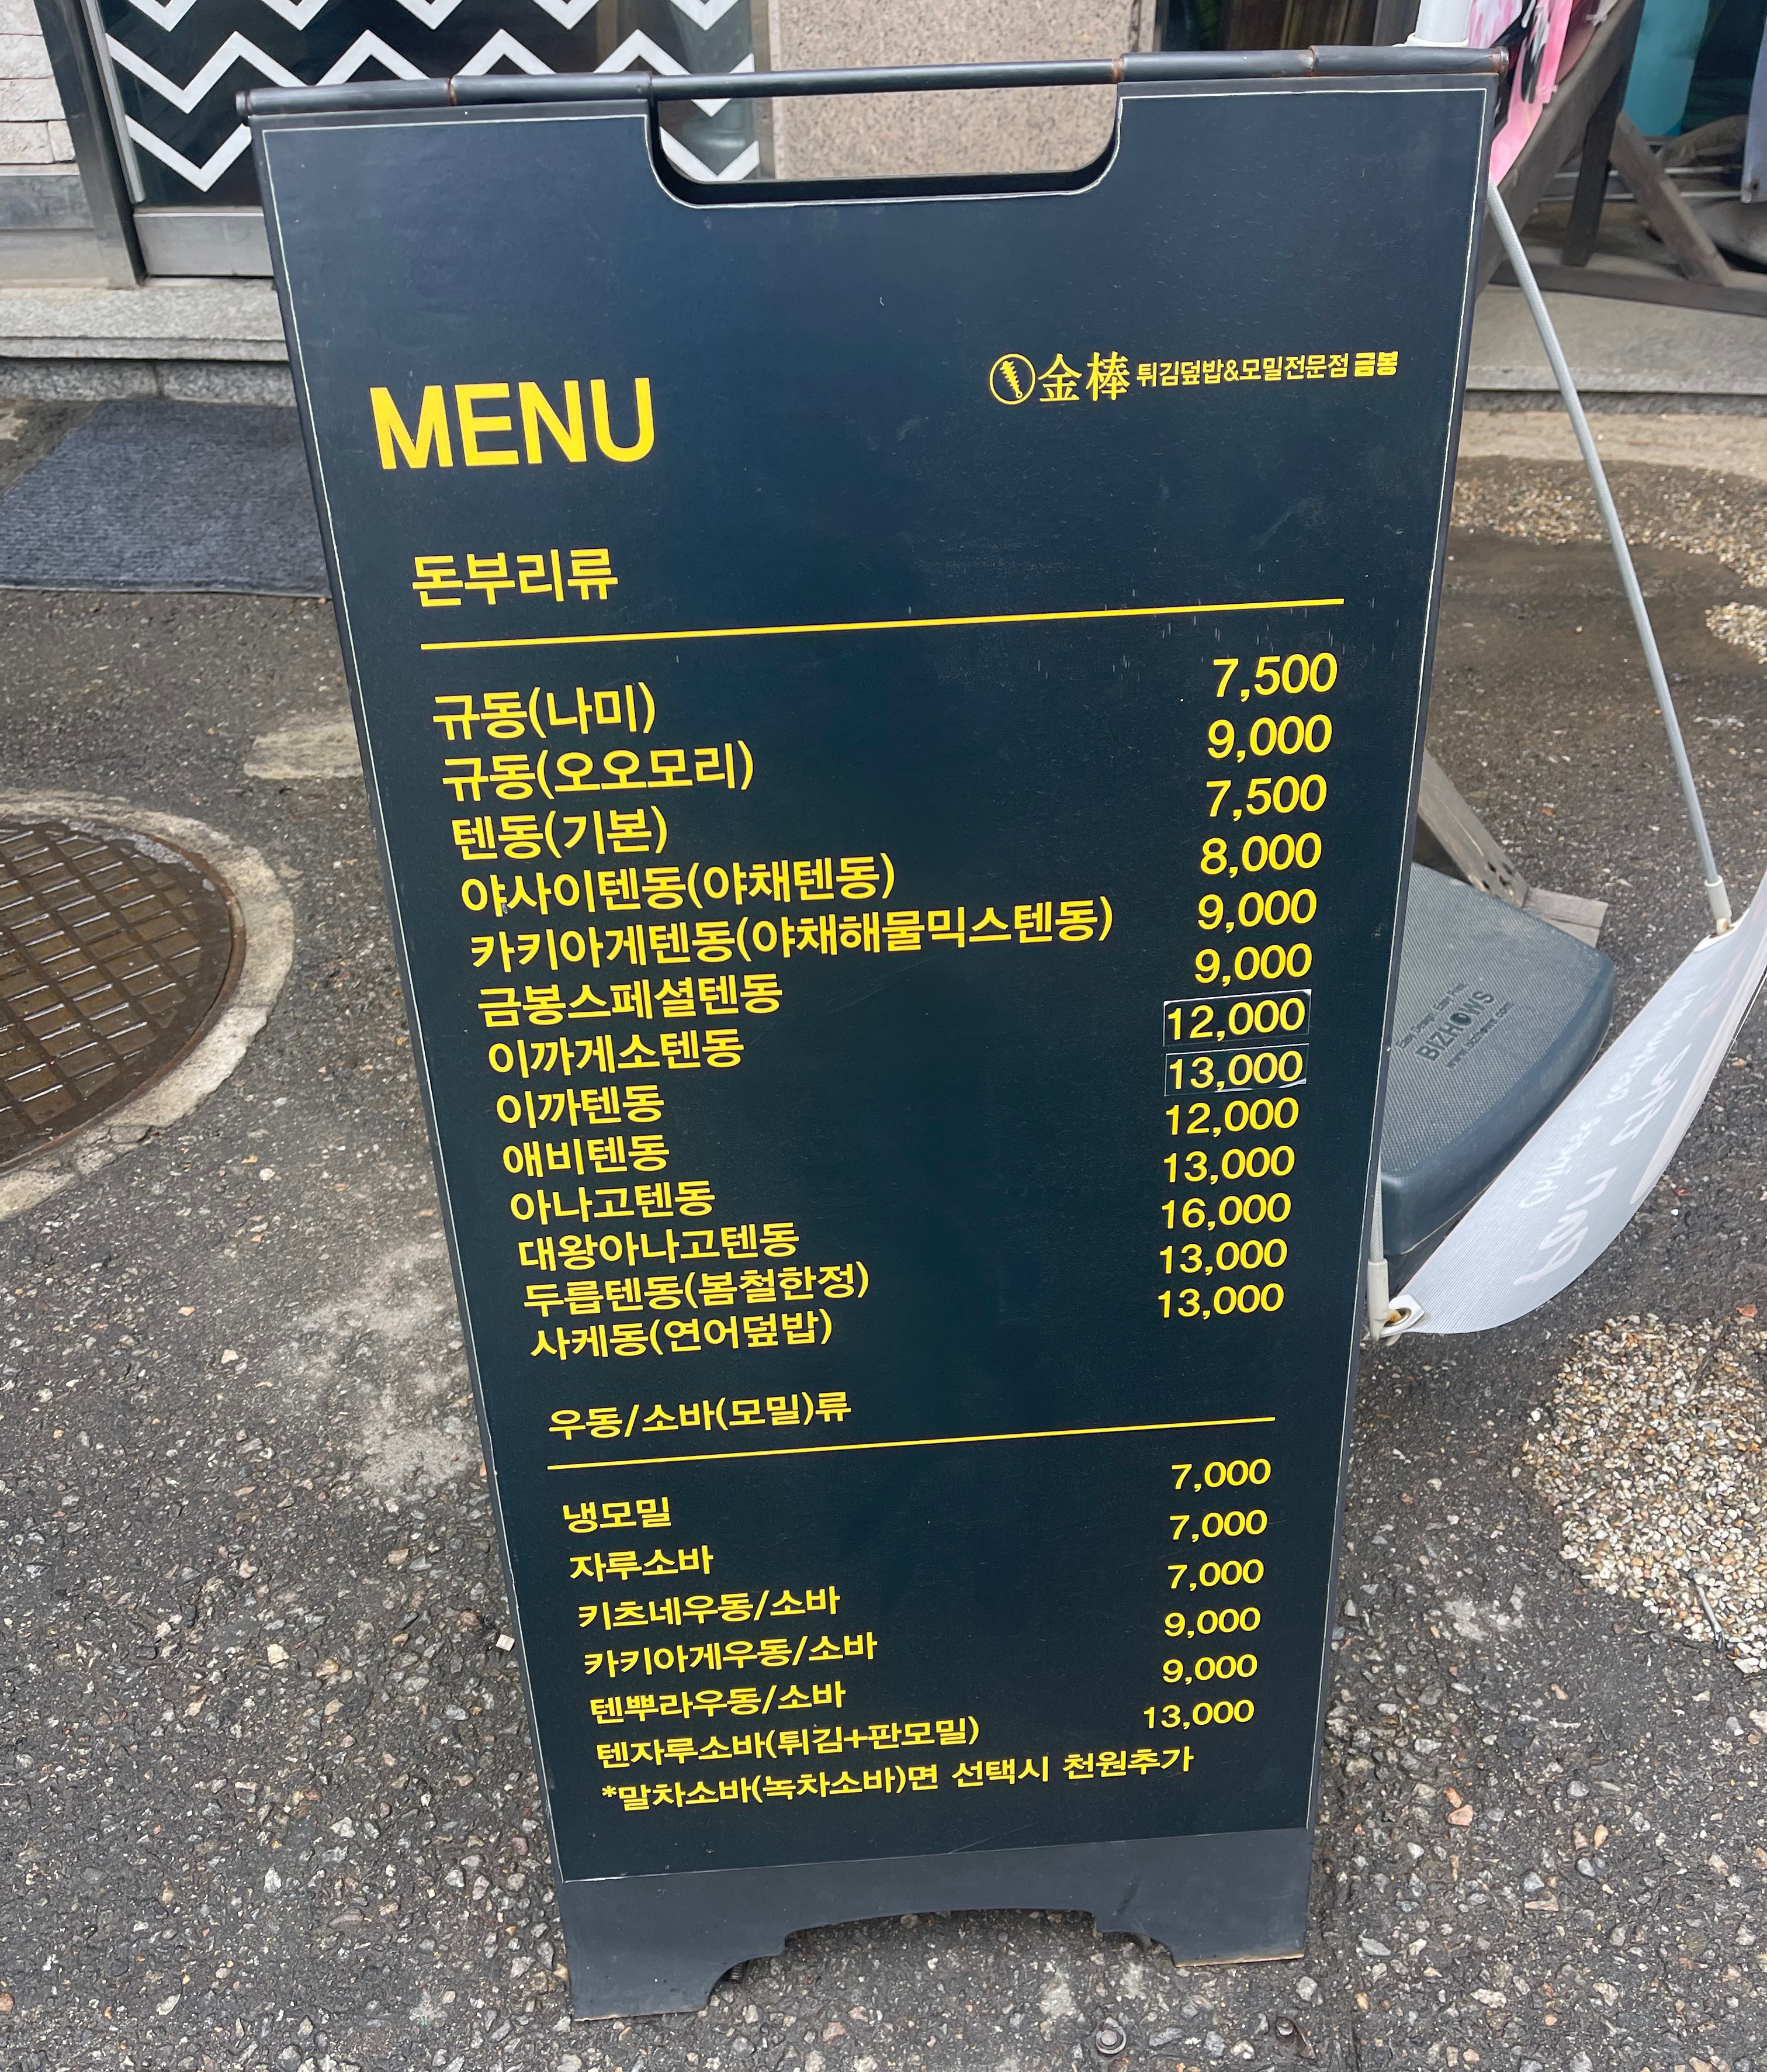 金棒 튀김덮밥&모밀전문점 금봉
MENU
돈부리류
규동(나미) 7,500
규동(오오모리) 9,000
텐동(기본) 7,500
야사이텐동(야채텐동) 8,000
카키아게텐동(야채해물믹스텐동) 9,000
금봉스페셜텐동 9,000
이까게소텐동 12,000
이까텐동 13,000
애비텐동 12,000
아나고텐동 13,000
대왕아나고텐동 16,000
두릅텐동(봄철한정) 13,000
사케동(연어덮밥) 13,000
우동/소바(모밀)류
냉모밀 7,000
자루소바 7,000
키츠네우동/소바 7,000
카키아게우동/소바 9,000
텐뿌라우동/소바 9,000
텐자루소바(튀김+판모밀) 13,000
*말차소바(녹차소바)면 선택시 천원추가
BIZHOWS